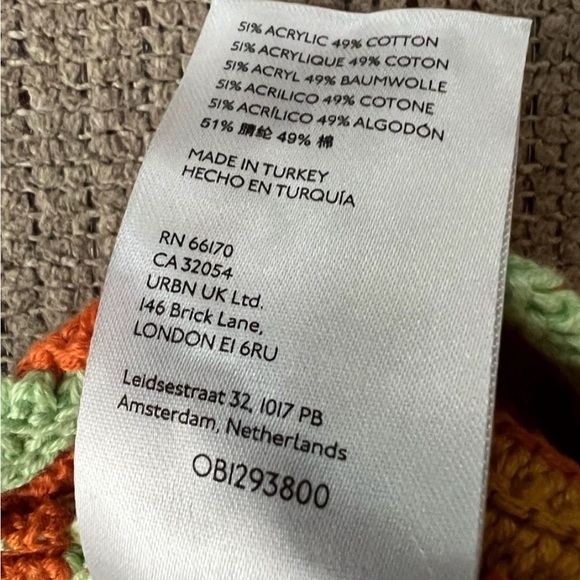 51% ACRYLIC 49% COTTON
51% ACRYLIQUE 49% COTON
51% ACRYL 49% BAUMWOLLE
51% ACRILICO 49% COTONE
51% ACRÍLICO 49% ALGODÓN
51% 腈纶 49% 棉
MADE IN TURKEY
HECHO EN TURQUÍA
RN 66170
CA 32054
URBN UK Ltd.
146 Brick Lane,
LONDON E1 6RU
Leidsestraat 32, 1017 PB
Amsterdam, Netherlands
OB1293800